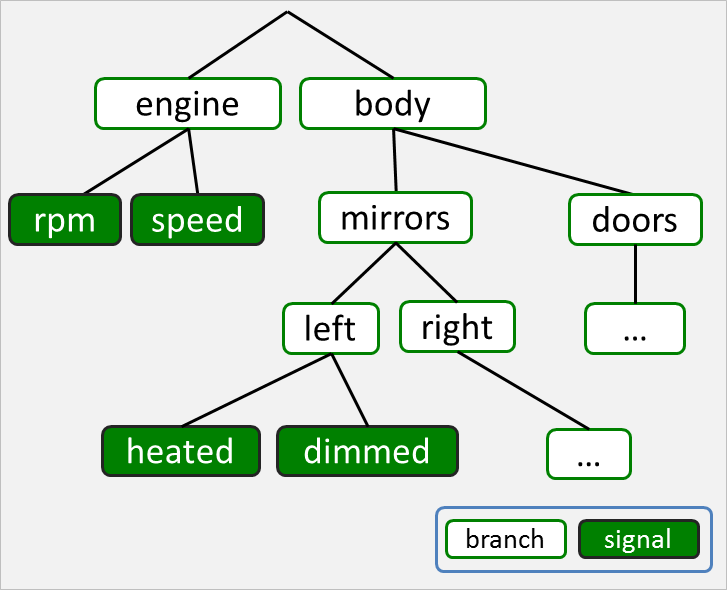 engine
body
rpm
speed
mirrors
doors
left
right
...
heated
dimmed
...
branch
signal